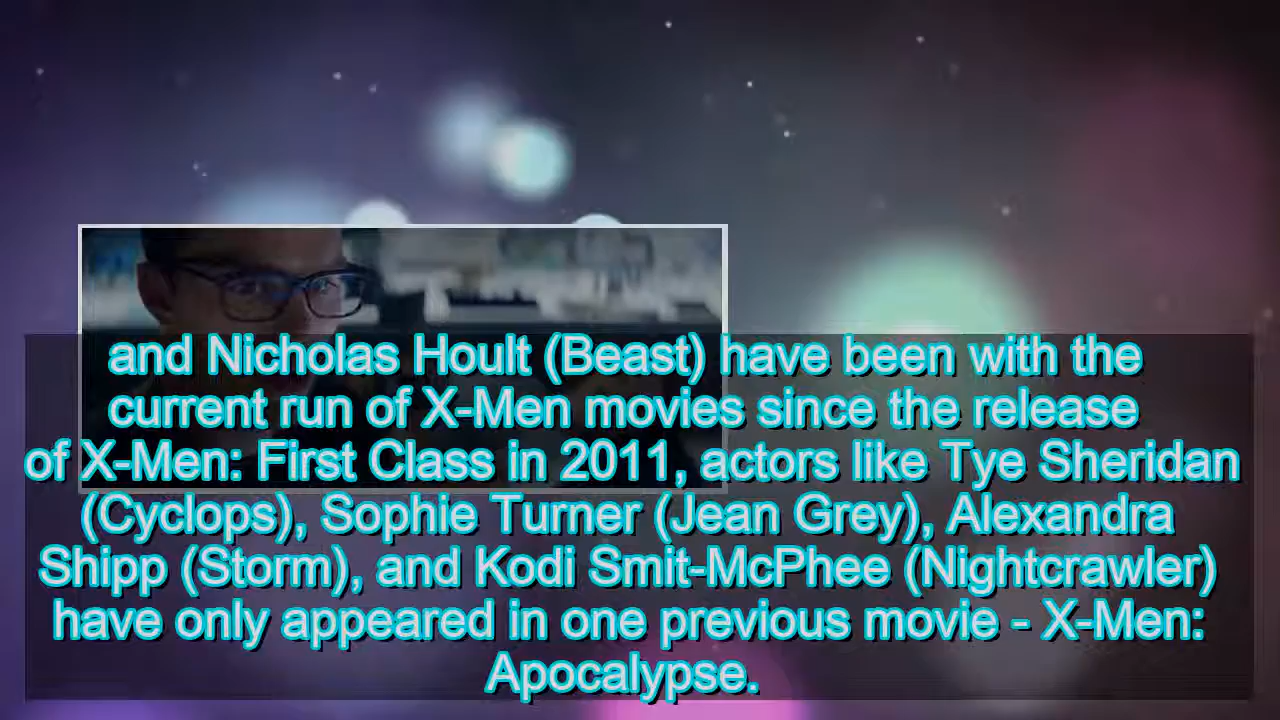 and Nicholas Hoult (Beast) have been with the
current run of X-Men movies since the release
of X-Men: First Class in 2011, actors like Tye Sheridan
(Cyclops), Sophie Turner (Jean Grey), Alexandra
Shipp (Storm), and Kodi Smit-McPhee (Nightcrawler)
have only appeared in one previous movie - X-Men:
Apocalypse.